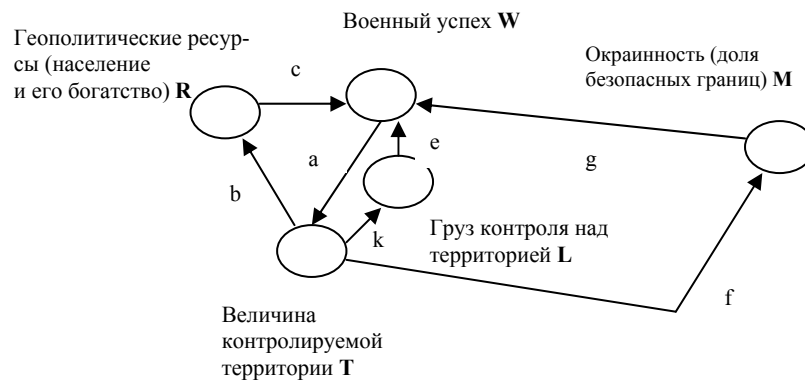 Военный успех W
Геополитические ресур-
сы (население
и его богатство) R
Окраинность (доля
безопасных границ) M
c
e
a
g
b
k
Груз контроля над
территорией L
f
Величина
контролируемой
территории T